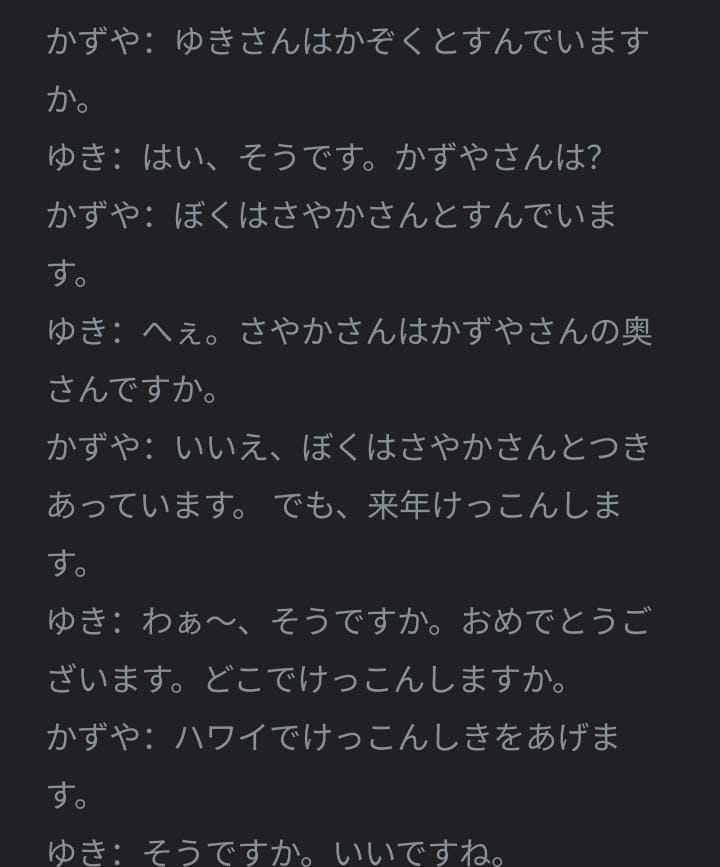 かずや：ゆきさんはかぞくとすんでいます
か。
ゆき：はい、そうです。かずやさんは？
かずや：ぼくはさやかさんとすんでいま
す。
ゆき：へぇ。さやかさんはかずやさんの奥
さんですか。
かずや：いいえ、ぼくはさやかさんとつき
あっています。 でも、来年けっこんしま
す。
ゆき：わぁ〜、そうですか。おめでとうご
ざいます。どこでけっこんしますか。
かずや：ハワイでけっこんしきをあげま
す。
ゆき：そうですか。いいですね。